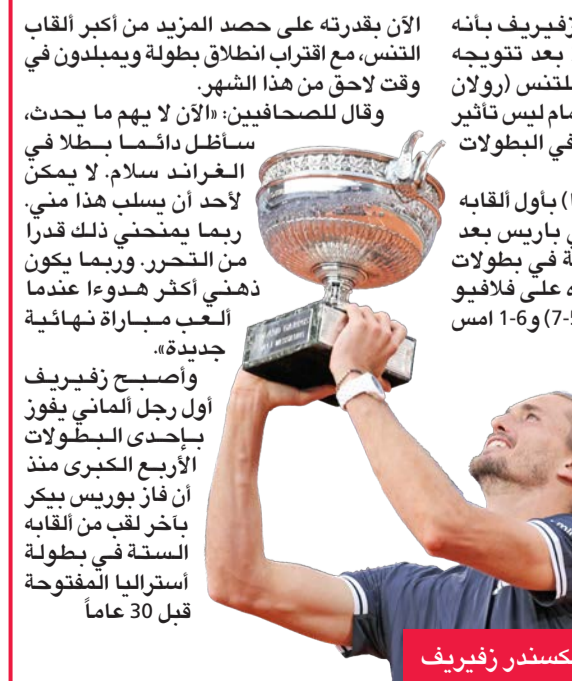 زفيريف بأنه
بعد تتويجه
للتنس (رولان
ليس تأثير
في البطولات
بأول ألقابه
باريس بعد
في بطولات
على فلافيو
7-5) و6-1 امس
الآن بقدرته على حصد المزيد من أكبر ألقاب
التنس، مع اقتراب انطلاق بطولة ويمبلدون في
وقت لاحق من هذا الشهر.
وقال للصحافيين: «الآن لا يهم ما يحدث،
سأظل دائما بطلا في
الغراند سلام. لا يمكن
لأحد أن يسلب هذا مني.
ربما يمنحني ذلك قدرا
من التحرر. وربما يكون
ذهني أكثر هدوءا عندما
ألعب مباراة نهائية
جديدة».
وأصبح زفيريف
أول رجل ألماني يفوز
بإحدى البطولات
الأربع الكبرى منذ
أن فاز بوريس بيكر
بآخر لقب من ألقابه
الستة في بطولة
أستراليا المفتوحة
قبل 30 عاماً
كسندر زفيريف